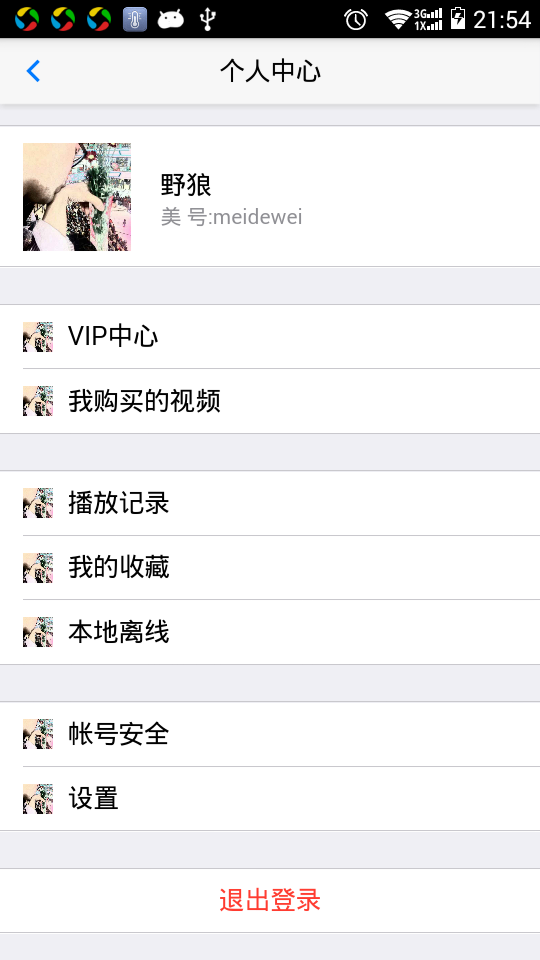 3G
1X
21:54
个人中心
野狼
美 号:meidewei
VIP中心
我购买的视频
播放记录
我的收藏
本地离线
帐号安全
设置
退出登录